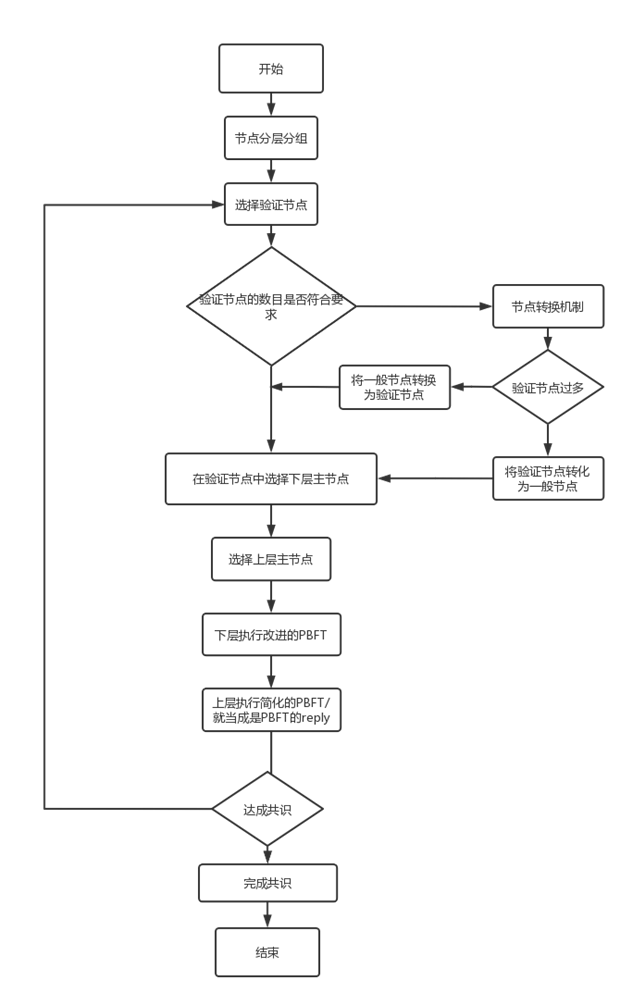 开始
节点分层分组
选择验证节点
验证节点的数目是否符合要
求
节点转换机制
验证节点过多
将一般节点转换
为验证节点
将验证节点转化
为一般节点
在验证节点中选择下层主节点
选择上层主节点
下层执行改进的PBFT
上层执行简化的PBFT/
就当成是PBFT的reply
达成共识
完成共识
结束